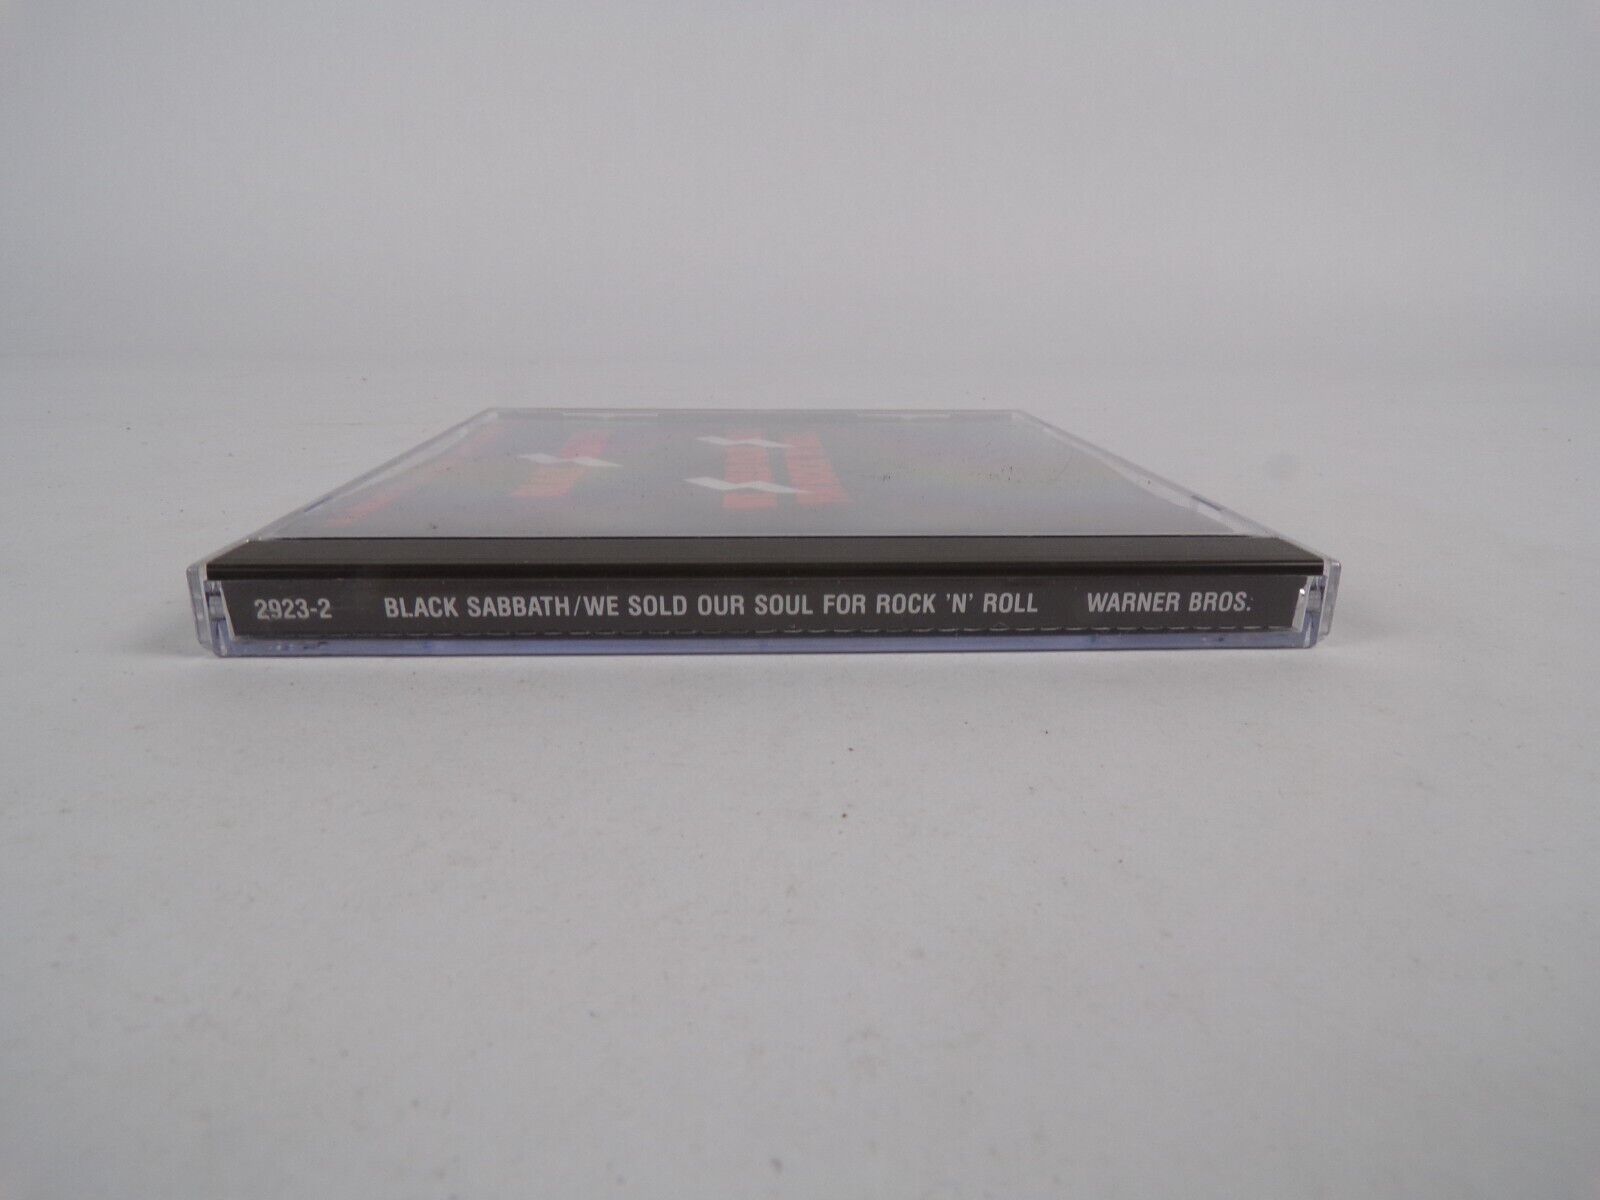 2923-2 BLACK SABBATH/WE SOLD OUR SOUL FOR ROCK 'N' ROLL WARNER BROS.